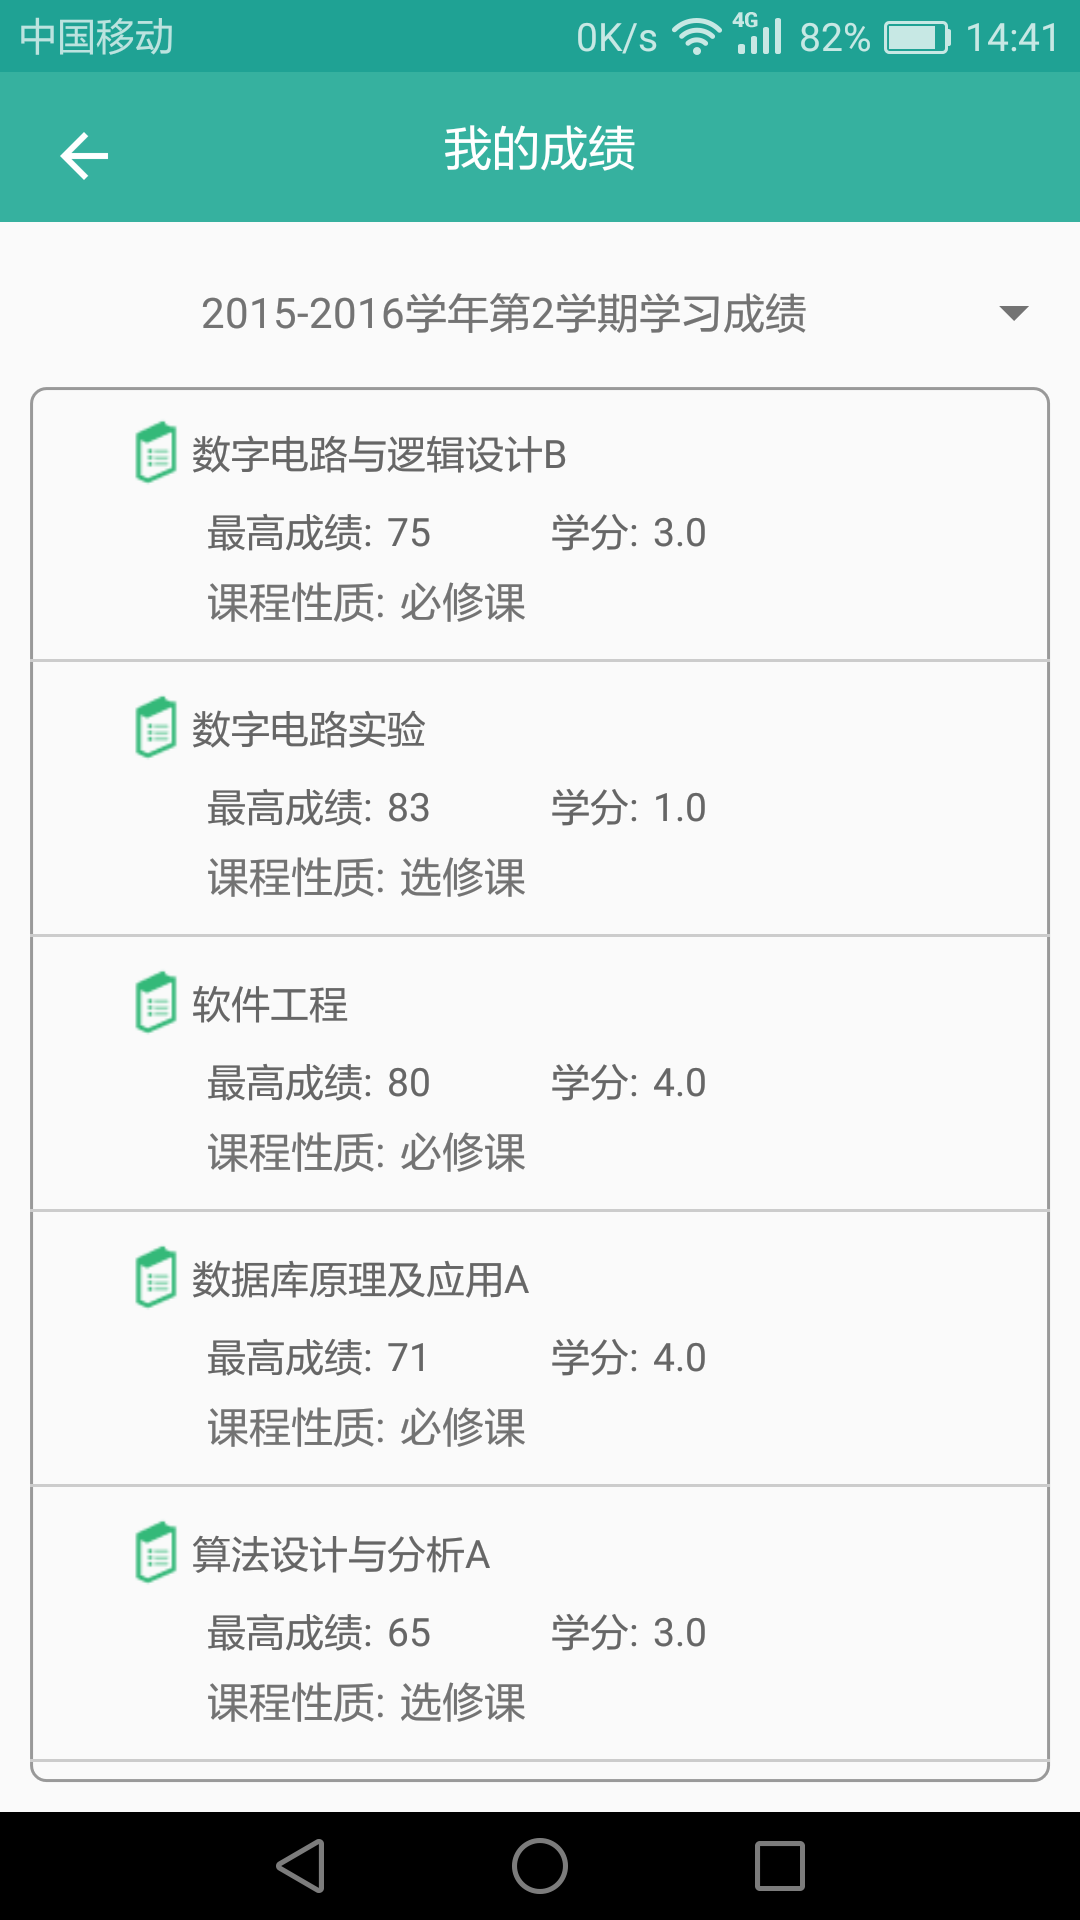 中国移动 0K/s 4G 82% 14:41
我的成绩
2015-2016学年第2学期学习成绩
数字电路与逻辑设计B
最高成绩: 75 学分: 3.0
课程性质: 必修课
数字电路实验
最高成绩: 83 学分: 1.0
课程性质: 选修课
软件工程
最高成绩: 80 学分: 4.0
课程性质: 必修课
数据库原理及应用A
最高成绩: 71 学分: 4.0
课程性质: 必修课
算法设计与分析A
最高成绩: 65 学分: 3.0
课程性质: 选修课